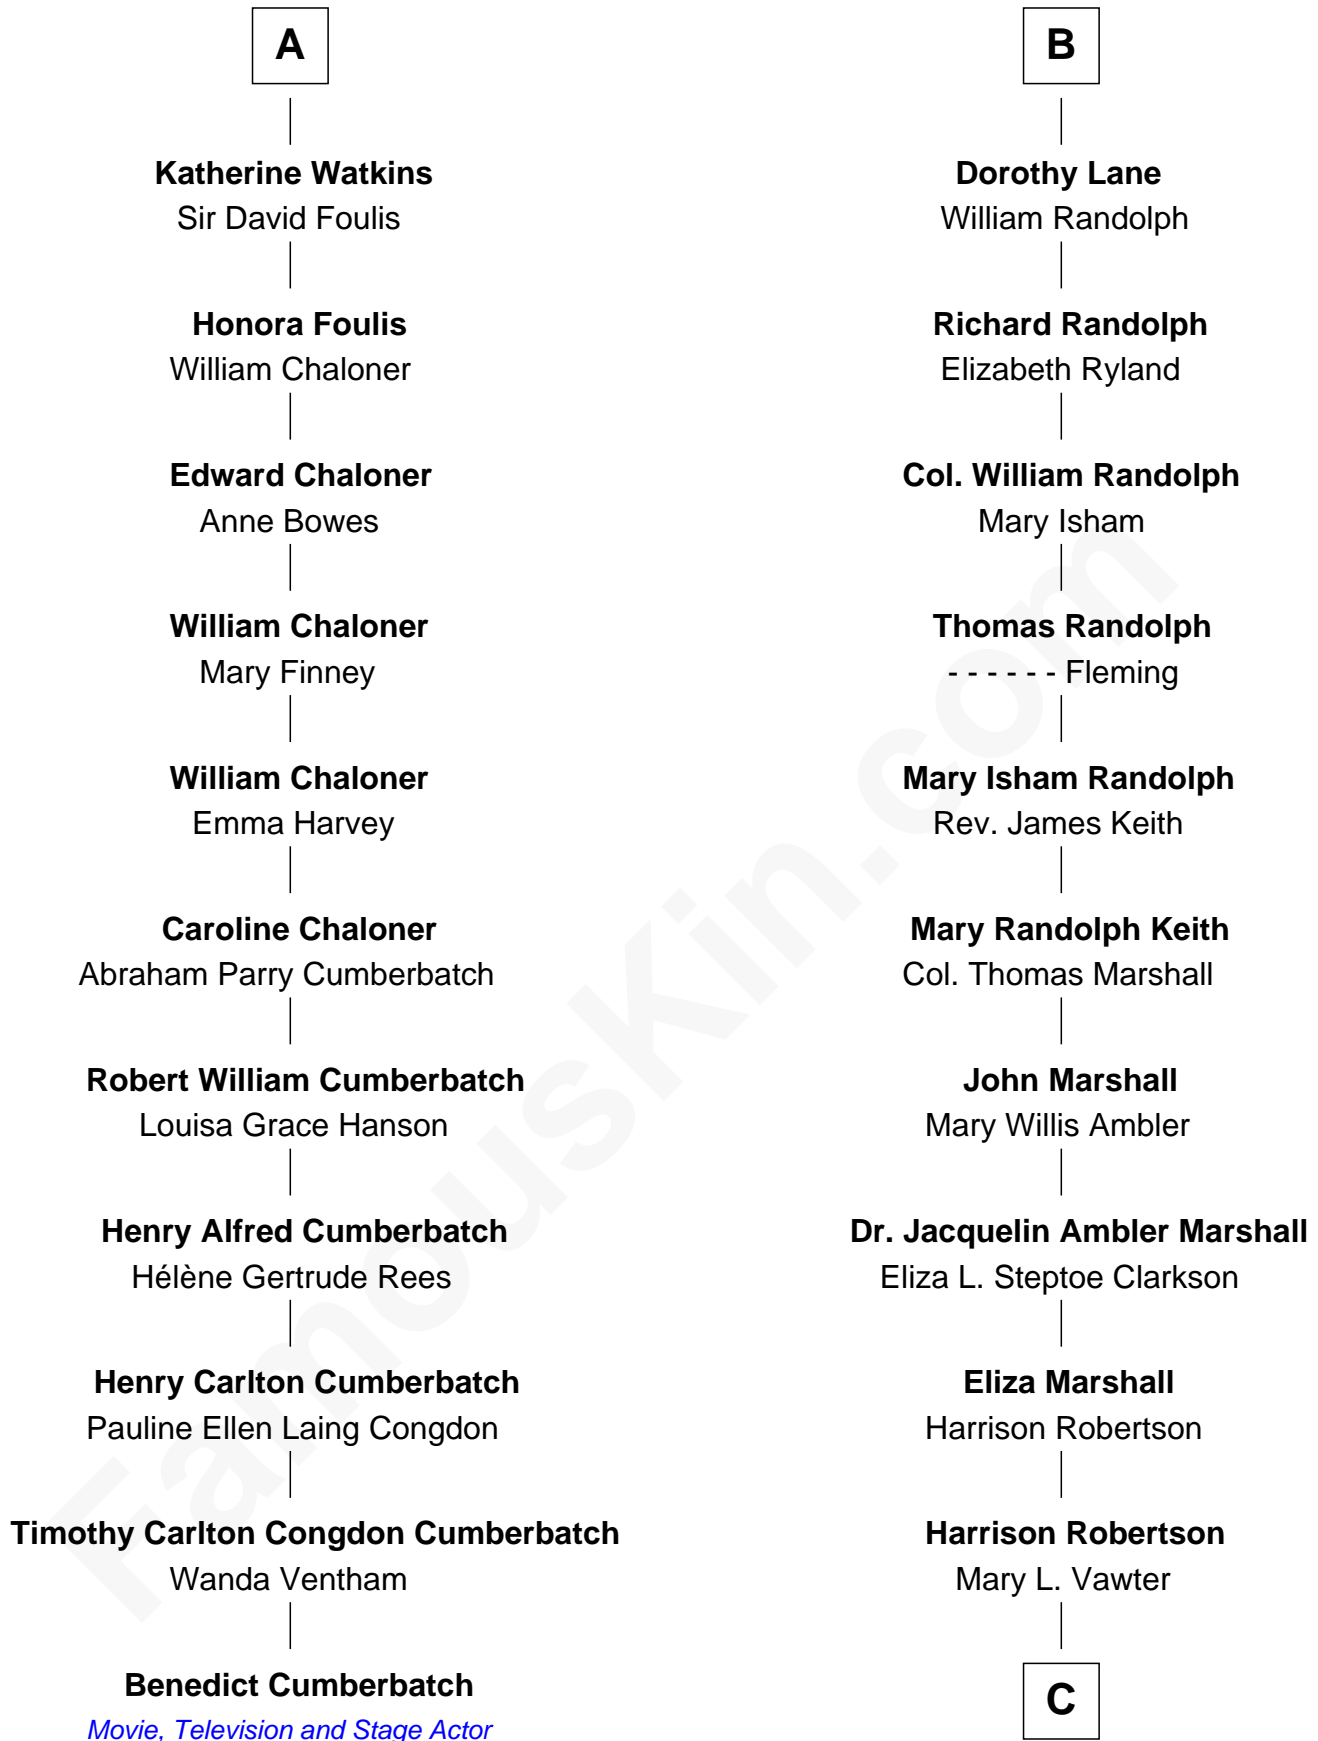 A
Katherine Watkins
Sir David Foulis
Honora Foulis
William Chaloner
Edward Chaloner
Anne Bowes
William Chaloner
Mary Finney
William Chaloner
Emma Harvey
Caroline Chaloner
Abraham Parry Cumberbatch
Robert William Cumberbatch
Louisa Grace Hanson
Henry Alfred Cumberbatch
Hélène Gertrude Rees
Henry Carlton Cumberbatch
Pauline Ellen Laing Congdon
Timothy Carlton Congdon Cumberbatch
Wanda Ventham
Benedict Cumberbatch
Movie, Television and Stage Actor
B
Dorothy Lane
William Randolph
Richard Randolph
Elizabeth Ryland
Col. William Randolph
Mary Isham
Thomas Randolph
- - - - - - Fleming
Mary Isham Randolph
Rev. James Keith
Mary Randolph Keith
Col. Thomas Marshall
John Marshall
Mary Willis Ambler
Dr. Jacquelin Ambler Marshall
Eliza L. Steptoe Clarkson
Eliza Marshall
Harrison Robertson
Harrison Robertson
Mary L. Vawter
C
FamousKin.com